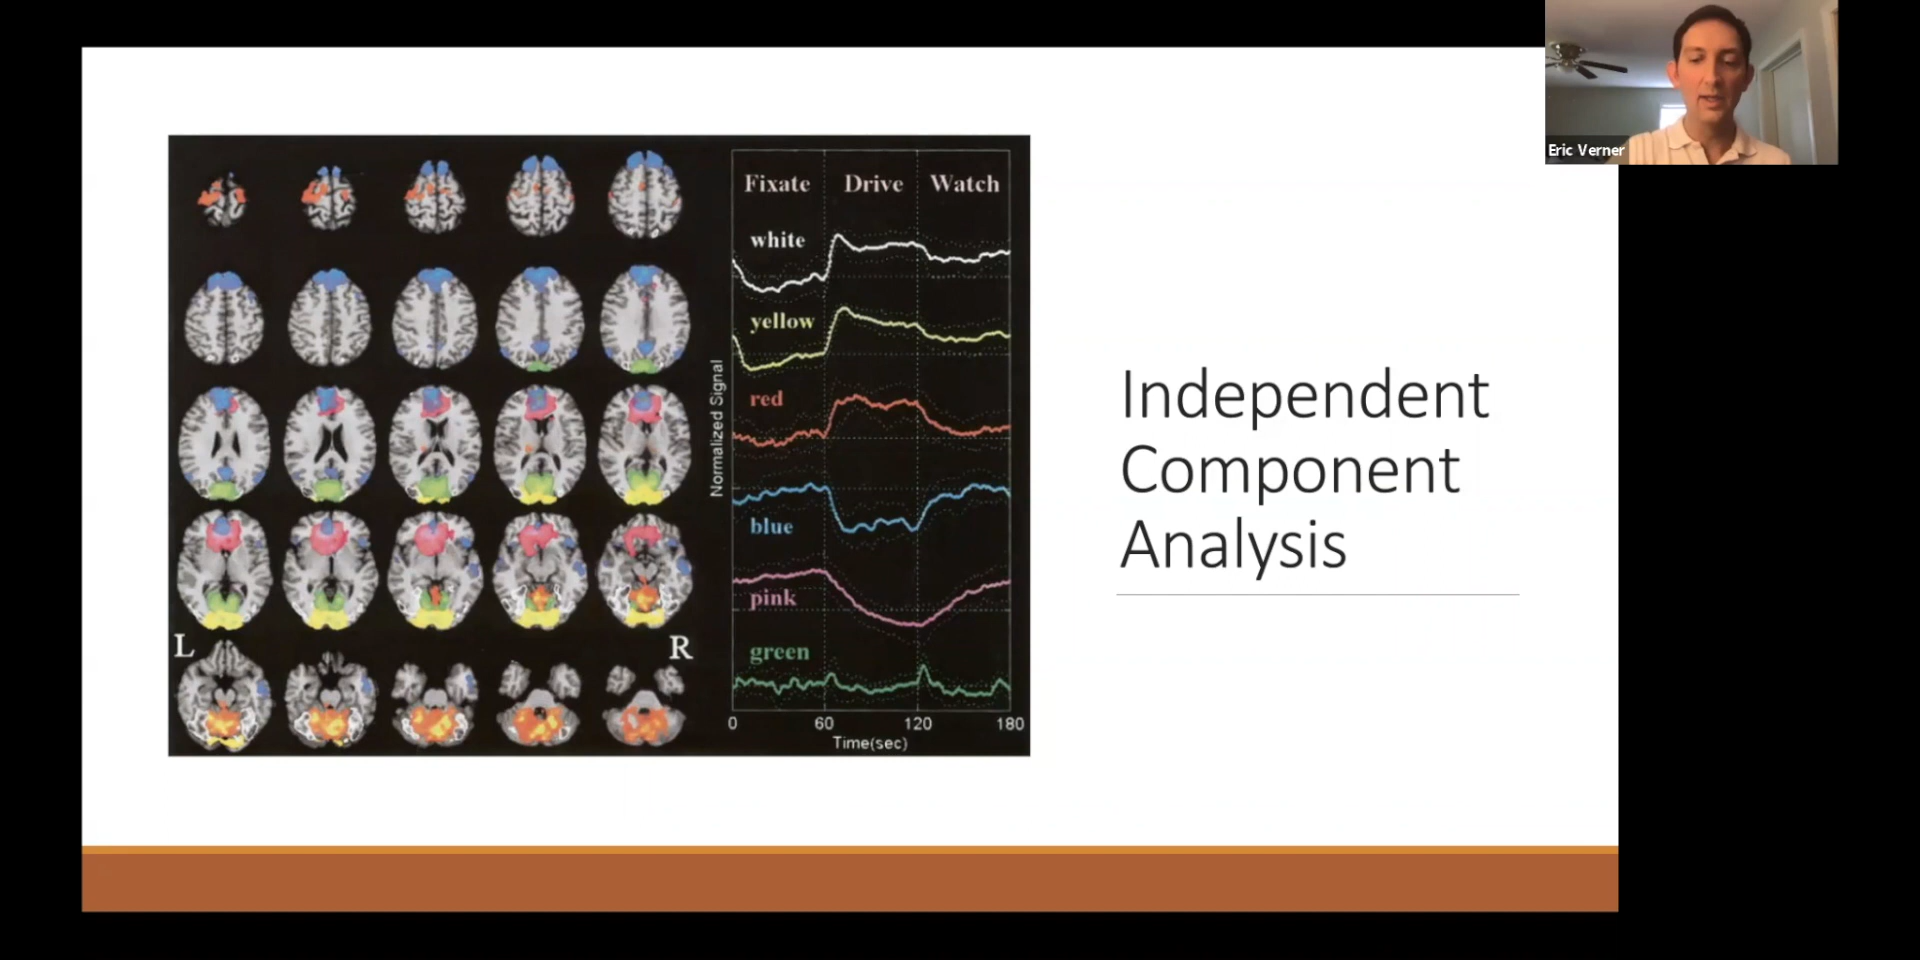 Eric Verner
Fixate Drive Watch
white
yellow
red
blue
pink
green
Normalized Signal
L R
0 60 120 180
Time(sec)
Independent
Component
Analysis